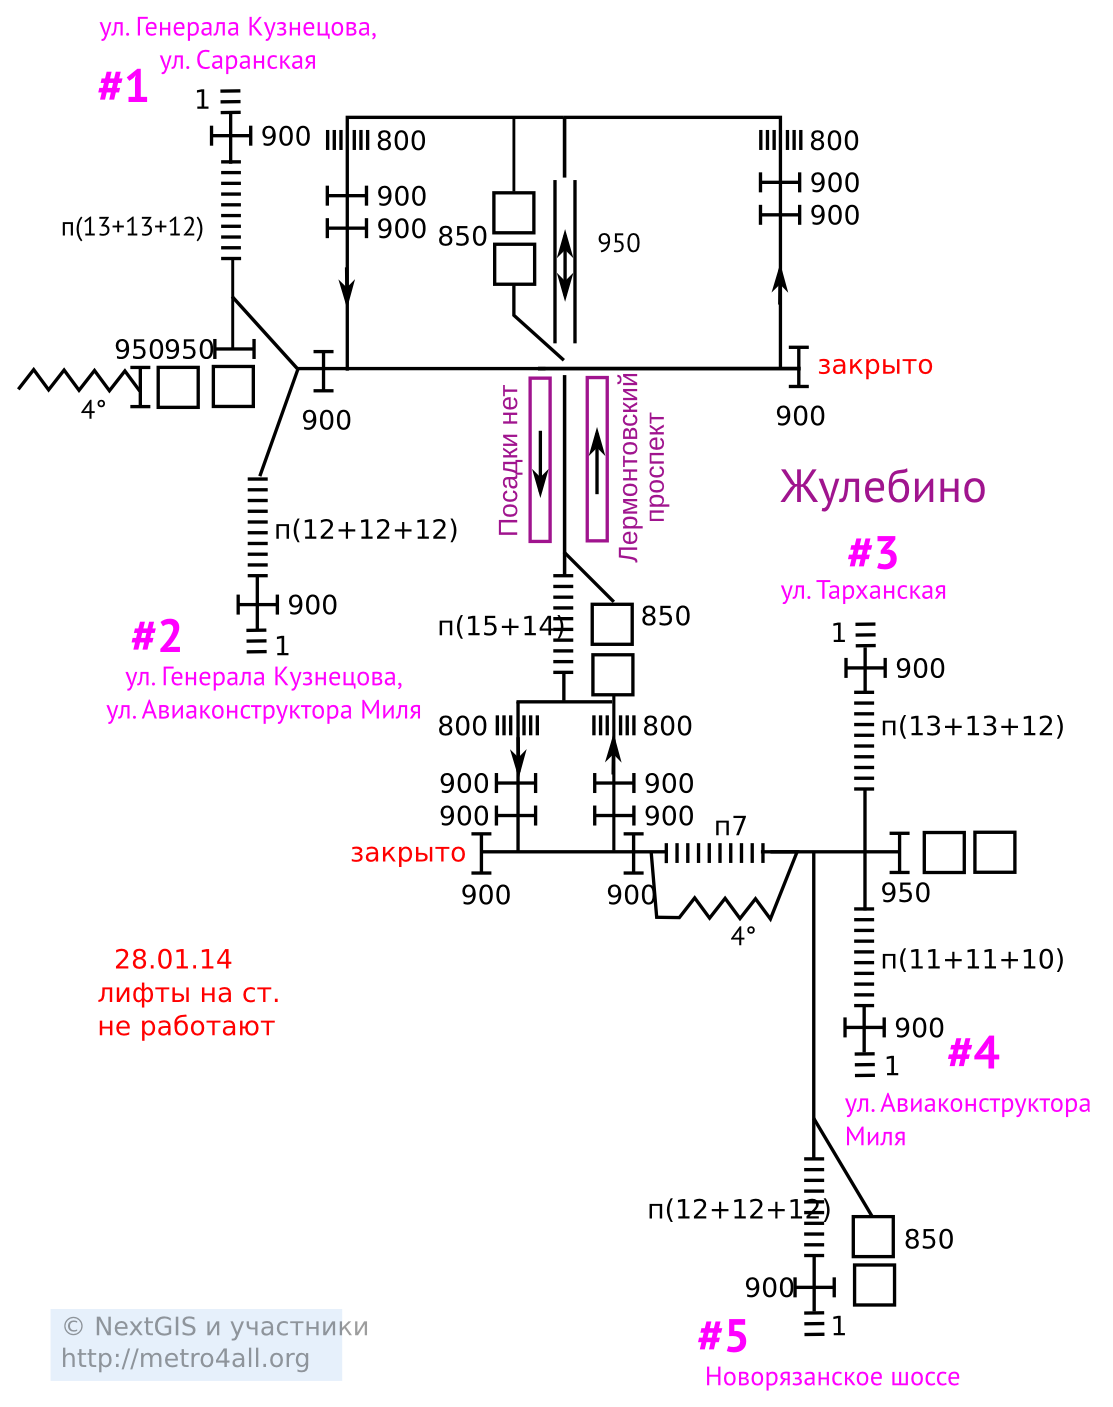 ул. Генерала Кузнецова,
ул. Саранская
#1
1
900
800
800
900
900
900
900
п(13+13+12)
850
950
950
950
4°
900
закрыто
900
Посадки нет
Лермонтовский
проспект
Жулебино
п(12+12+12)
#3
ул. Тарханская
900
1
#2
1
ул. Генерала Кузнецова,
ул. Авиаконструктора Миля
п(15+14)
850
900
800
800
п(13+13+12)
900
900
900
900
п7
закрыто
900
900
950
4°
28.01.14
лифты на ст.
не работают
п(11+11+10)
900
#4
1
ул. Авиаконструктора
Миля
п(12+12+12)
850
900
#5
1
Новорязанское шоссе
© NextGIS и участники
http://metro4all.org